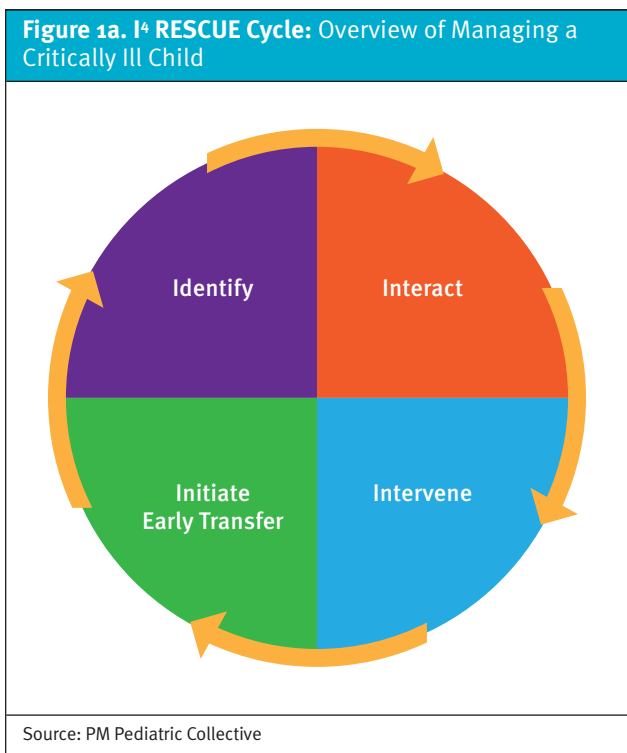 Figure 1a. I⁴ RESCUE Cycle: Overview of Managing a
Critically Ill Child
Identify
Interact
Initiate
Early Transfer
Intervene
Source: PM Pediatric Collective